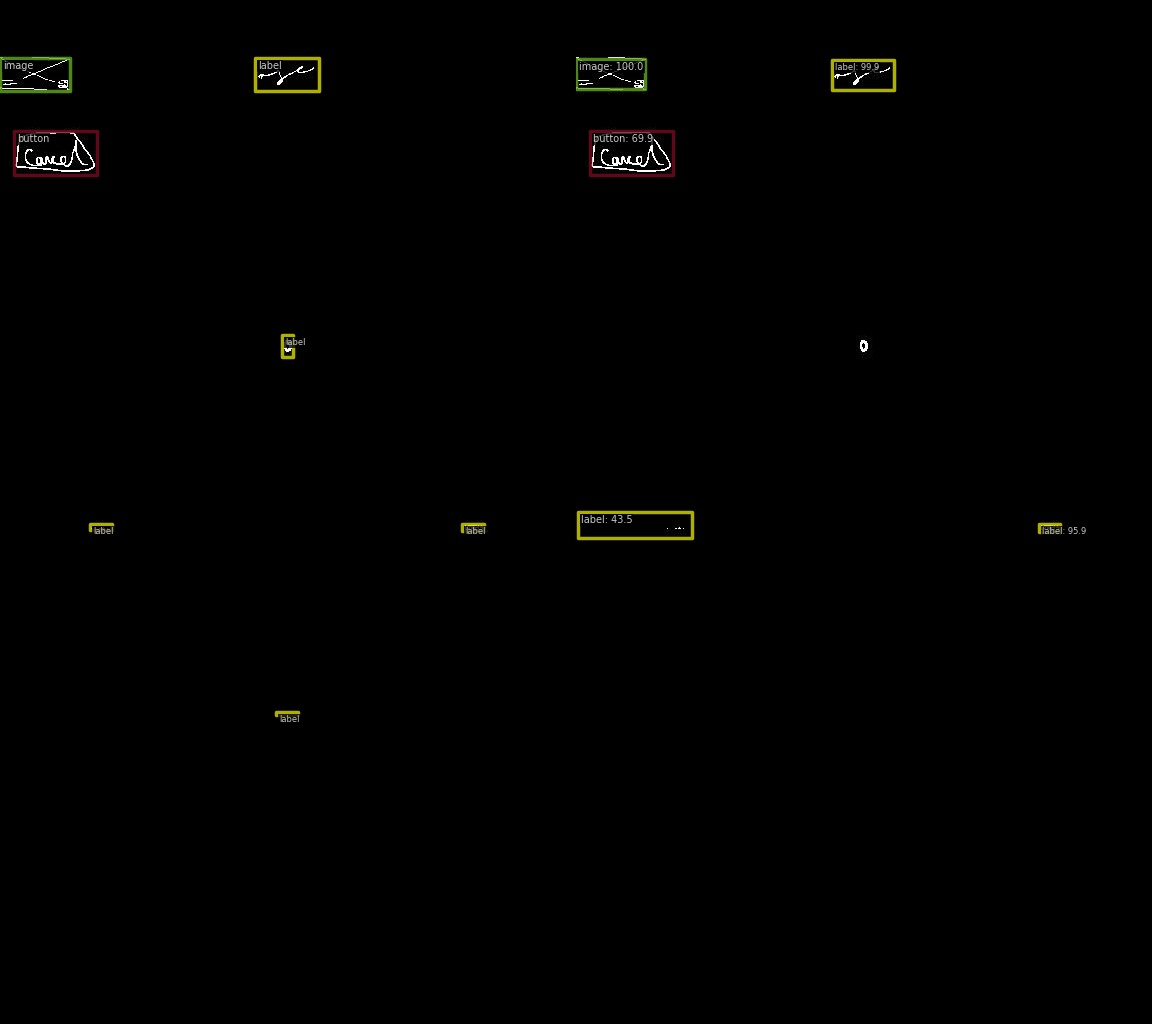 image label image: 100.0 label: 99.9
button button: 69.9
Cancel Cancel
label 0
label label label: 43.5 label: 95.9
label